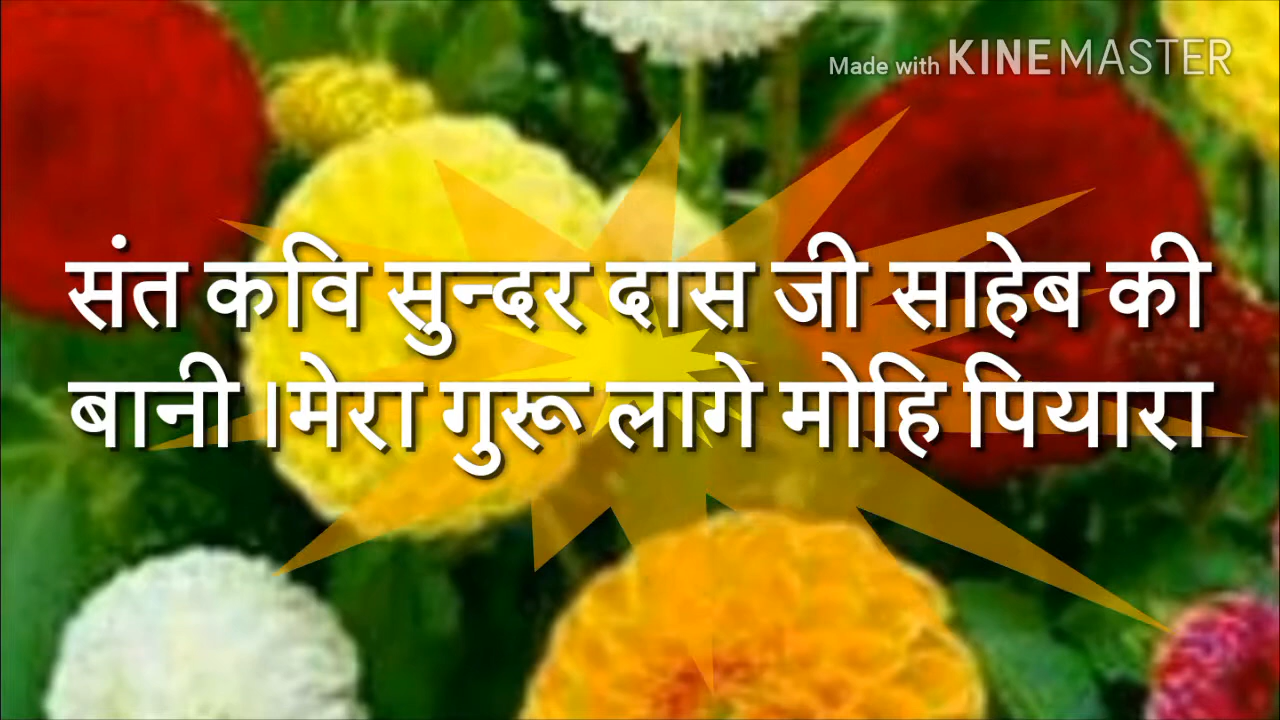 Made with KINEMASTER
संत कवि सुन्दर दास जी साहेब की
बानी ।मेरा गुरू लागे मोहि पियारा